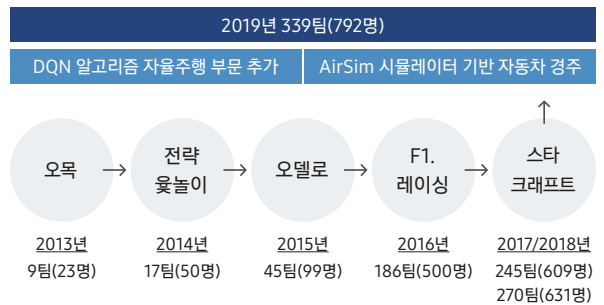 2019년 339팀(792명)
DQN 알고리즘 자율주행 부문 추가
AirSim 시뮬레이터 기반 자동차 경주
오목
전략
윷놀이
오델로
F1.
레이싱
스타
크래프트
2013년
9팀(23명)
2014년
17팀(50명)
2015년
45팀(99명)
2016년
186팀(500명)
2017/2018년
245팀(609명)
270팀(631명)